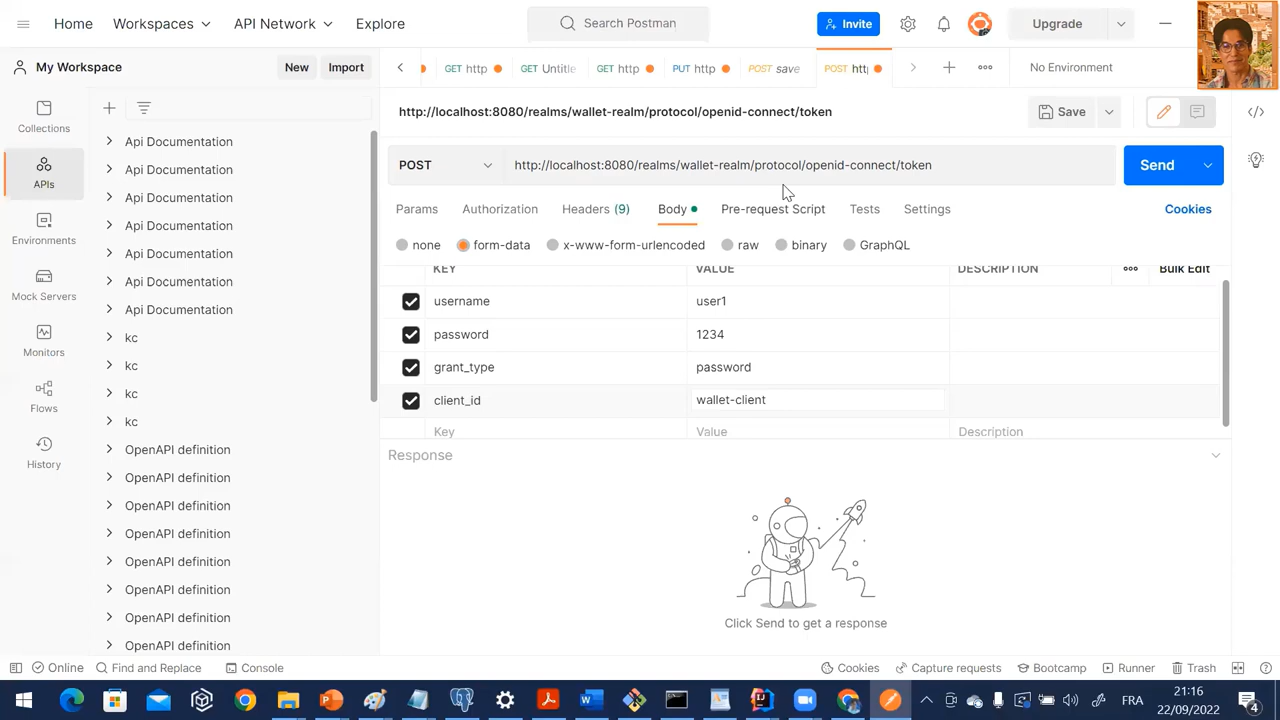 Home Workspaces API Network Explore Search Postman Invite Upgrade
My Workspace New Import GET http GET Untitle GET http PUT http POST save POST htt No Environment
http://localhost:8080/realms/wallet-realm/protocol/openid-connect/token Save
POST http://localhost:8080/realms/wallet-realm/protocol/openid-connect/token Send
Params Authorization Headers (9) Body Pre-request Script Tests Settings Cookies
none form-data x-www-form-urlencoded raw binary GraphQL
KEY VALUE DESCRIPTION Bulk Edit
username user1
password 1234
grant_type password
client_id wallet-client
Key Value Description
Response
Click Send to get a response
Collections
APIs
Environments
Mock Servers
Monitors
Flows
History
Api Documentation
Api Documentation
Api Documentation
Api Documentation
Api Documentation
Api Documentation
Api Documentation
kc
kc
kc
kc
OpenAPI definition
OpenAPI definition
OpenAPI definition
OpenAPI definition
OpenAPI definition
OpenAPI definition
OpenAPI definition
OpenAPI definition
Online Find and Replace Console Cookies Capture requests Bootcamp Runner Trash
FRA 21:16
22/09/2022 4